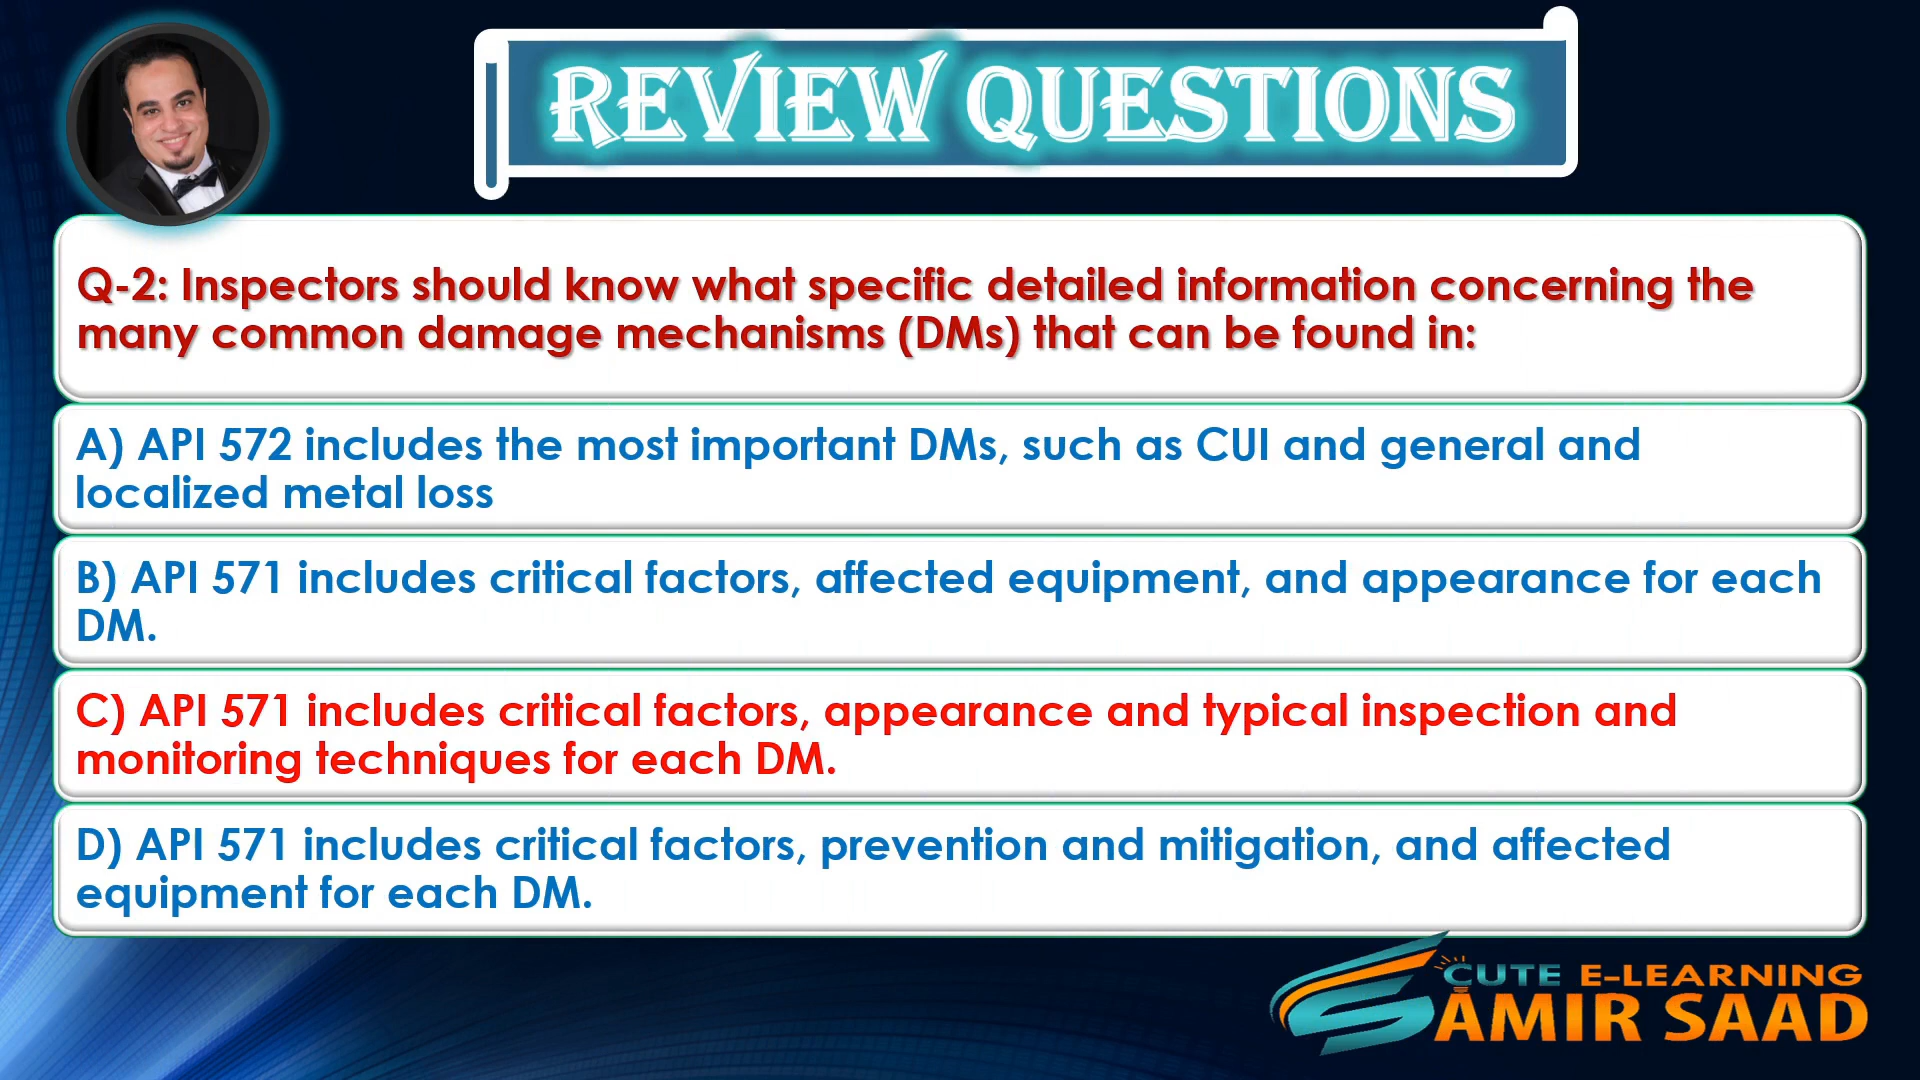 REVIEW QUESTIONS
Q-2: Inspectors should know what specific detailed information concerning the
many common damage mechanisms (DMs) that can be found in:
A) API 572 includes the most important DMs, such as CUI and general and
localized metal loss
B) API 571 includes critical factors, affected equipment, and appearance for each
DM.
C) API 571 includes critical factors, appearance and typical inspection and
monitoring techniques for each DM.
D) API 571 includes critical factors, prevention and mitigation, and affected
equipment for each DM.
CUTE E-LEARNING
AMIR SAAD